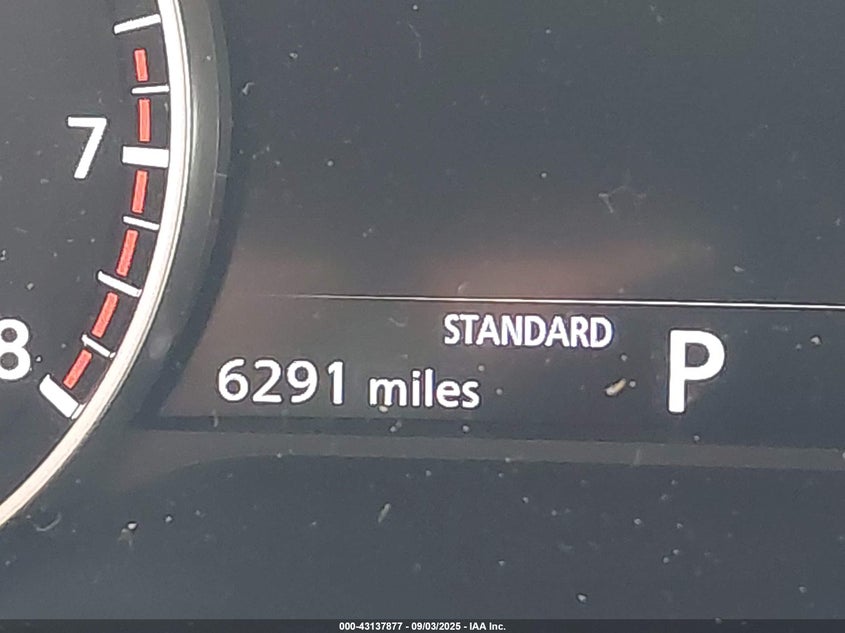 7
8
STANDARD
P
6291 miles
000-43137877 - 09/03/2025 - IAA Inc.